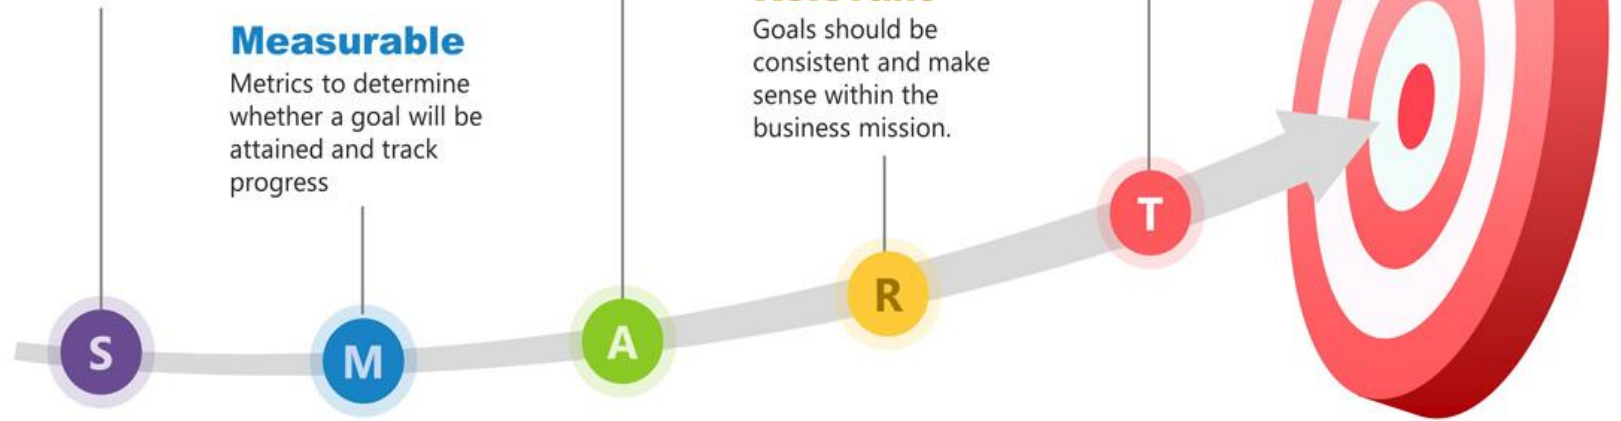 Measurable
Metrics to determine
whether a goal will be
attained and track
progress
Goals should be
consistent and make
sense within the
business mission.
S
M
A
R
T